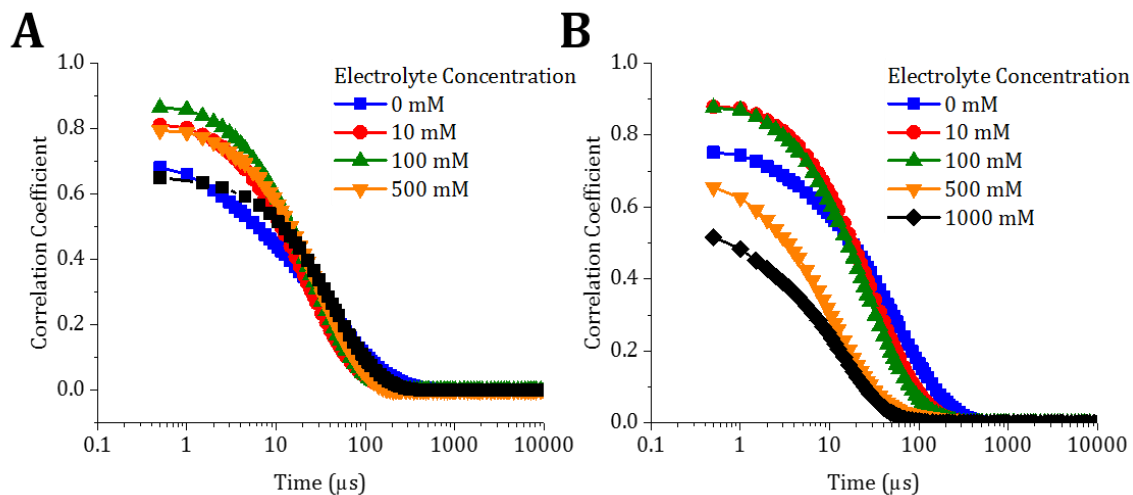 A
Correlation Coefficient
1.0
0.8
0.6
0.4
0.2
0.0
0.1
1
10
100
1000
10000
Time (µs)
Electrolyte Concentration
0 mM
10 mM
100 mM
500 mM
B
Correlation Coefficient
1.0
0.8
0.6
0.4
0.2
0.0
0.1
1
10
100
1000
10000
Time (µs)
Electrolyte Concentration
0 mM
10 mM
100 mM
500 mM
1000 mM